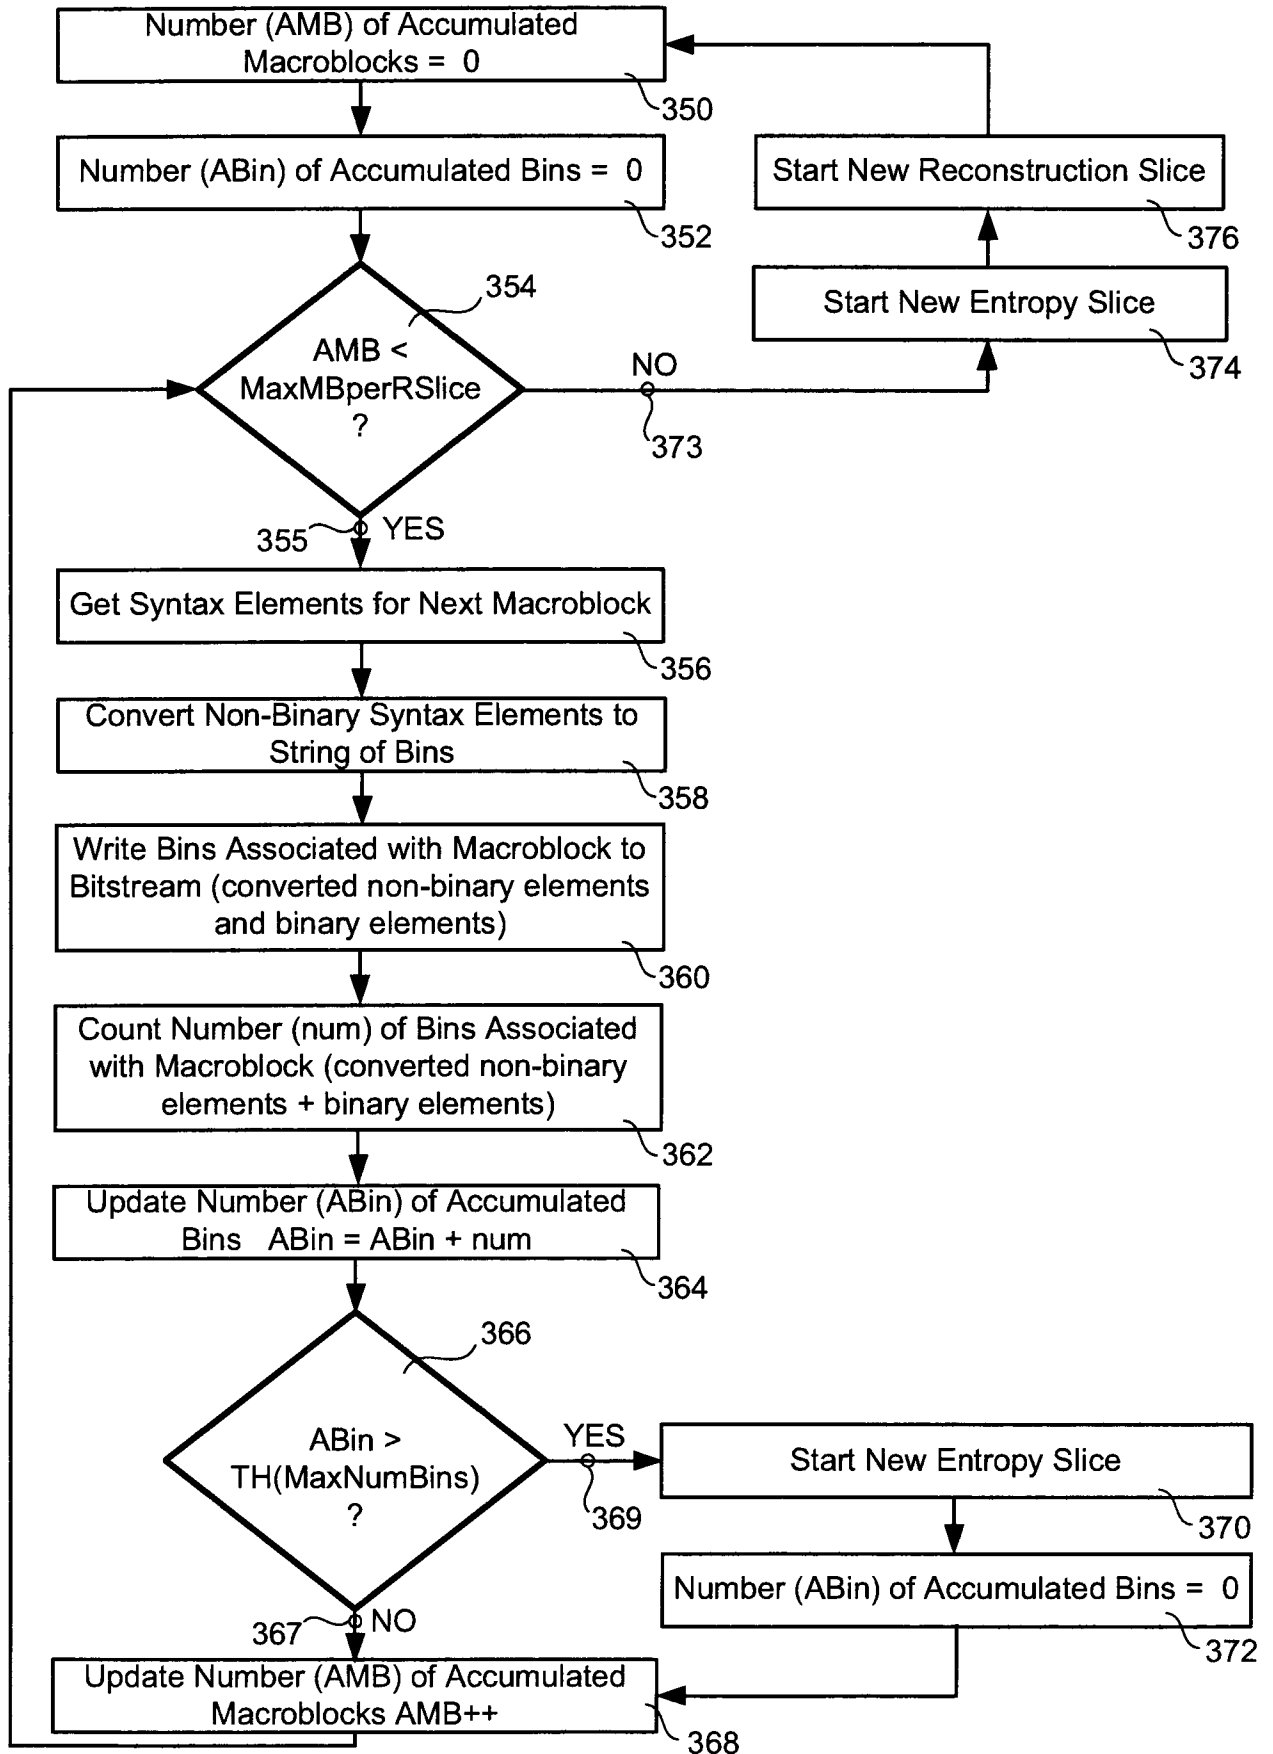 Number (AMB) of Accumulated
Macroblocks = 0
350
Number (ABin) of Accumulated Bins = 0
352
Start New Reconstruction Slice
376
Start New Entropy Slice
374
354
AMB <
MaxMBperRSlice
?
NO
373
355
YES
Get Syntax Elements for Next Macroblock
356
Convert Non-Binary Syntax Elements to
String of Bins
358
Write Bins Associated with Macroblock to
Bitstream (converted non-binary elements
and binary elements)
360
Count Number (num) of Bins Associated
with Macroblock (converted non-binary
elements + binary elements)
362
Update Number (ABin) of Accumulated
Bins ABin = ABin + num
364
366
ABin >
TH(MaxNumBins)
?
YES
369
Start New Entropy Slice
370
Number (ABin) of Accumulated Bins = 0
372
367
NO
Update Number (AMB) of Accumulated
Macroblocks AMB++
368